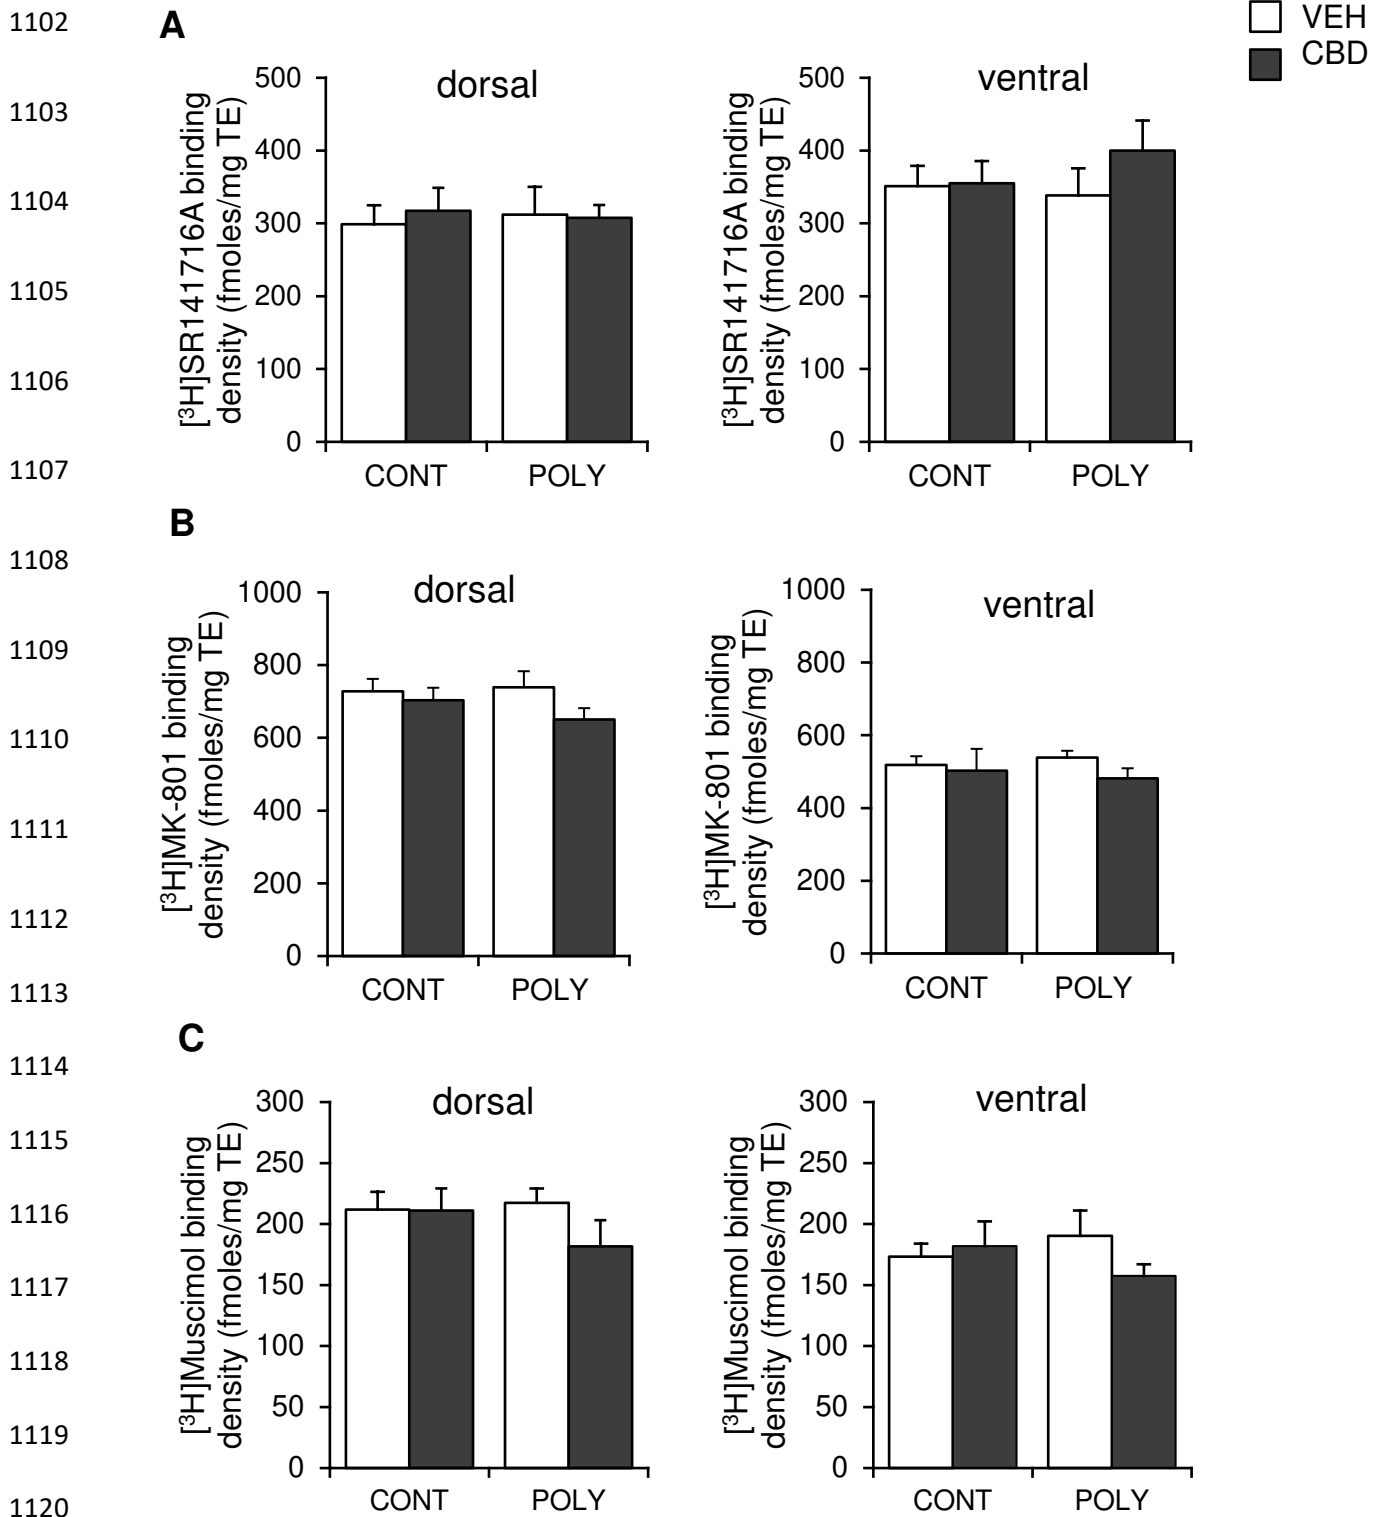 1102
1103
1104
1105
1106
1107
1108
1109
1110
1111
1112
1113
1114
1115
1116
1117
1118
1119
1120
VEH
CBD
A
dorsal
[³H]SR141716A binding
density (fmoles/mg TE)
500
400
300
200
100
0
CONT POLY
ventral
[³H]SR141716A binding
density (fmoles/mg TE)
500
400
300
200
100
0
CONT POLY
B
dorsal
[³H]MK-801 binding
density (fmoles/mg TE)
1000
800
600
400
200
0
CONT POLY
ventral
[³H]MK-801 binding
density (fmoles/mg TE)
1000
800
600
400
200
0
CONT POLY
C
dorsal
[³H]Muscimol binding
density (fmoles/mg TE)
300
250
200
150
100
50
0
CONT POLY
ventral
[³H]Muscimol binding
density (fmoles/mg TE)
300
250
200
150
100
50
0
CONT POLY